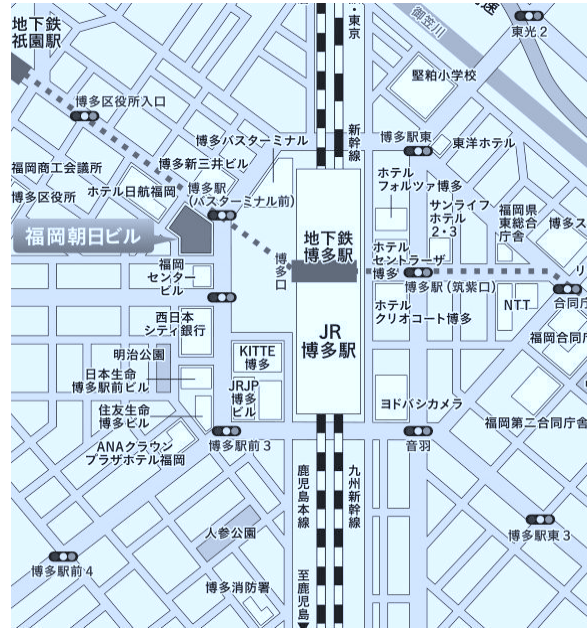 地下鉄
祇園駅
・東京
御笠川
速
東光2
堅粕小学校
博多区役所入口
博多バスターミナル
新幹線
博多駅東
東洋ホテル
福岡商工会議所
博多新三井ビル
博多区役所
ホテル日航福岡
博多駅
(バスターミナル前)
ホテル
フォルツァ博多
サンライフ
ホテル
2・3
福岡県
東総合
庁舎
博多ス
福岡朝日ビル
地下鉄
博多駅
博多口
ホテル
セントラーザ
博多
リ
福岡
センター
ビル
博多駅(筑紫口)
合同庁
西日本
シティ銀行
JR
博多駅
ホテル
クリオコート博多
NTT
福岡合同庁
明治公園
KITTE
博多
日本生命
博多駅前ビル
JRJP
博多
ビル
ヨドバシカメラ
住友生命
博多ビル
福岡第二合同庁舎
ANAクラウン
プラザホテル福岡
博多駅前3
音羽
鹿児島本線
九州新幹線
人参公園
博多駅東3
博多駅前4
博多消防署
至鹿児島